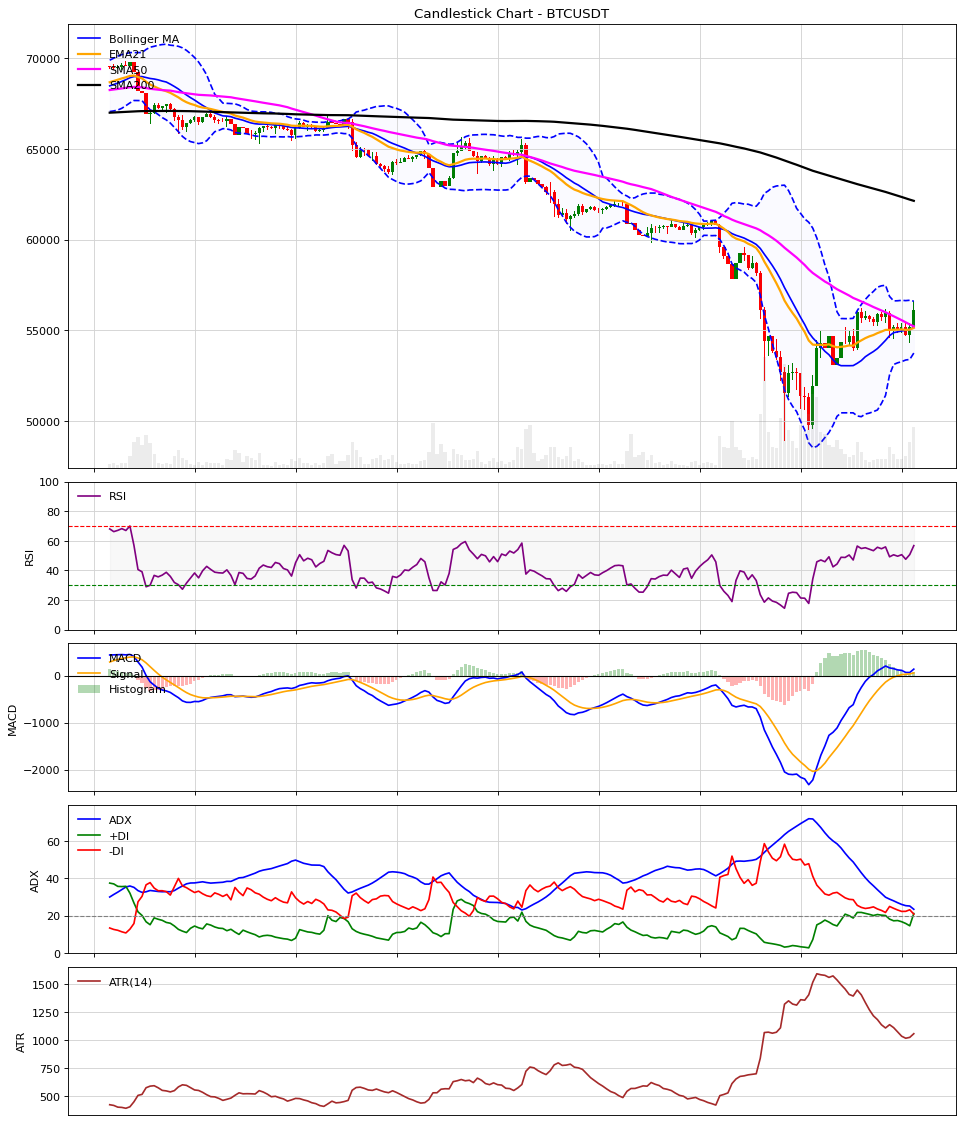 Candlestick Chart - BTCUSDT
Bollinger MA
EMA21
SMA50
SMA200
70000
65000
60000
55000
50000
RSI
100
80
60
40
20
0
RSI
MACD
Signal
Histogram
0
−1000
−2000
MACD
ADX
+DI
-DI
60
40
20
0
ADX
ATR(14)
1500
1250
1000
750
500
ATR